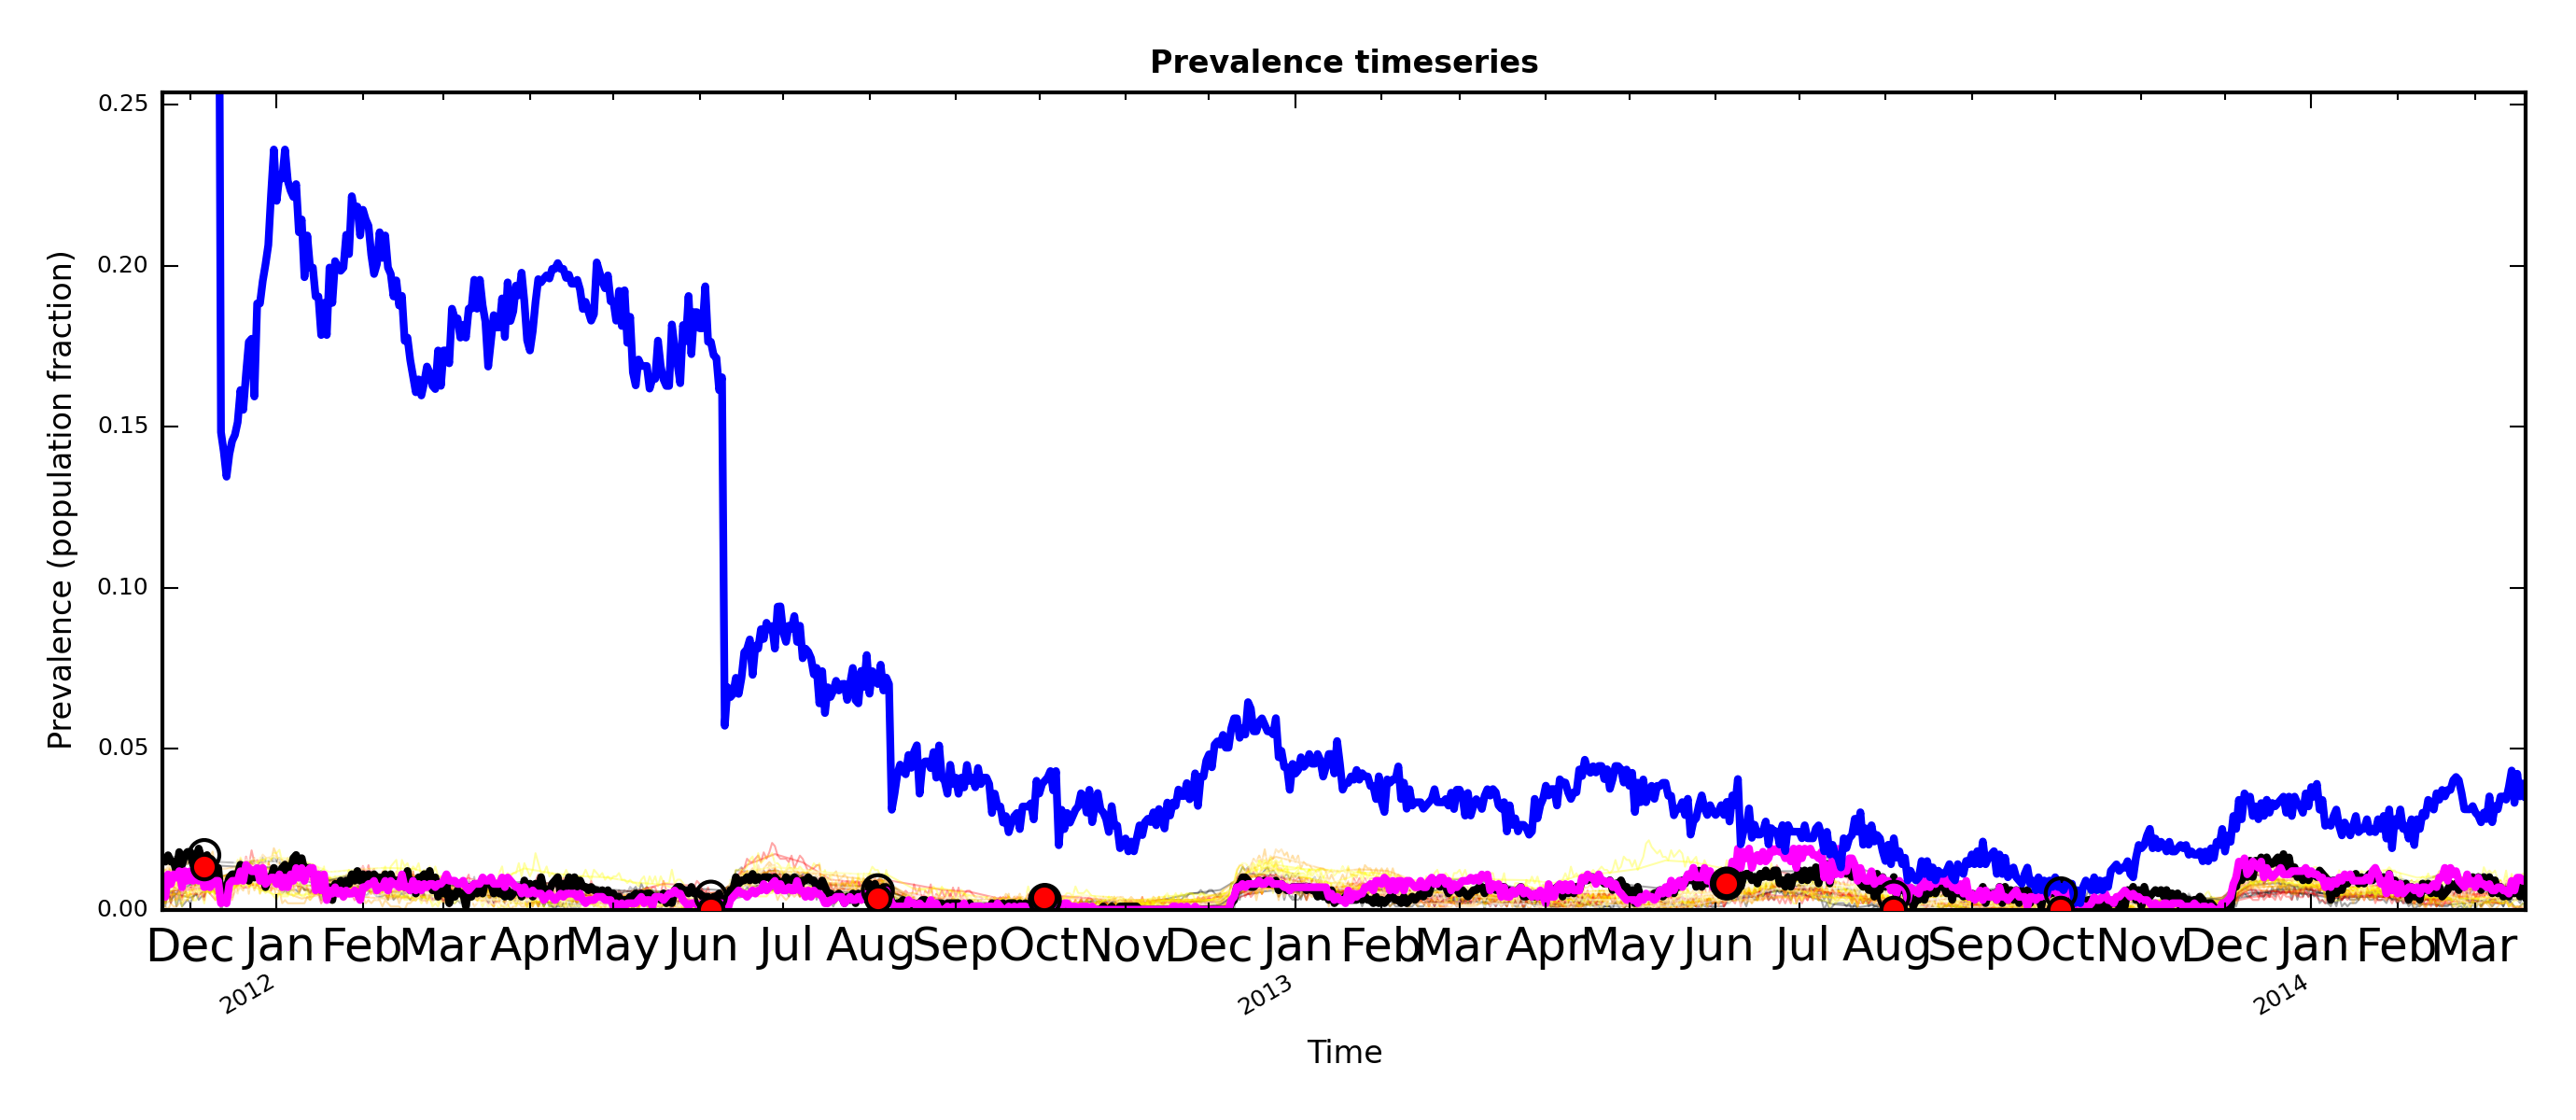 Prevalence timeseries
Prevalence (population fraction)
0.25
0.20
0.15
0.10
0.05
0.00
Dec Jan Feb Mar Apr May Jun Jul Aug Sep Oct Nov Dec Jan Feb Mar Apr May Jun Jul Aug Sep Oct Nov Dec Jan Feb Mar
2012 2013 2014
Time